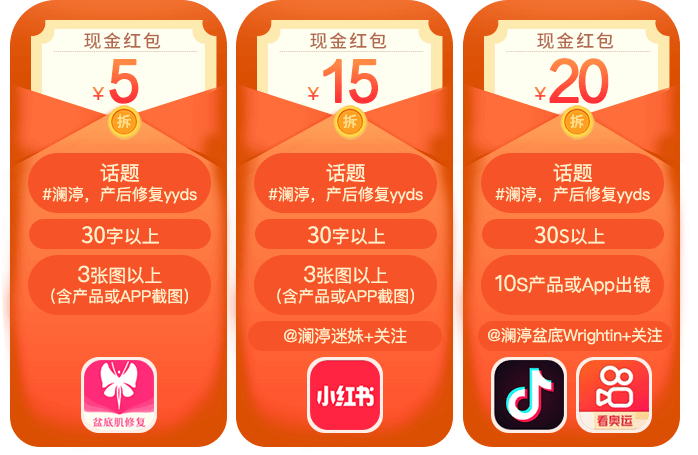 现金红包
¥5
拆
话题
#澜渟，产后修复yyds
30字以上
3张图以上
（含产品或APP截图）
盆底肌修复
现金红包
¥15
拆
话题
#澜渟，产后修复yyds
30字以上
3张图以上
（含产品或APP截图）
@澜渟迷妹+关注
小红书
现金红包
¥20
拆
话题
#澜渟，产后修复yyds
30S以上
10S产品或App出镜
@澜渟盆底Wrightin+关注
看奥运